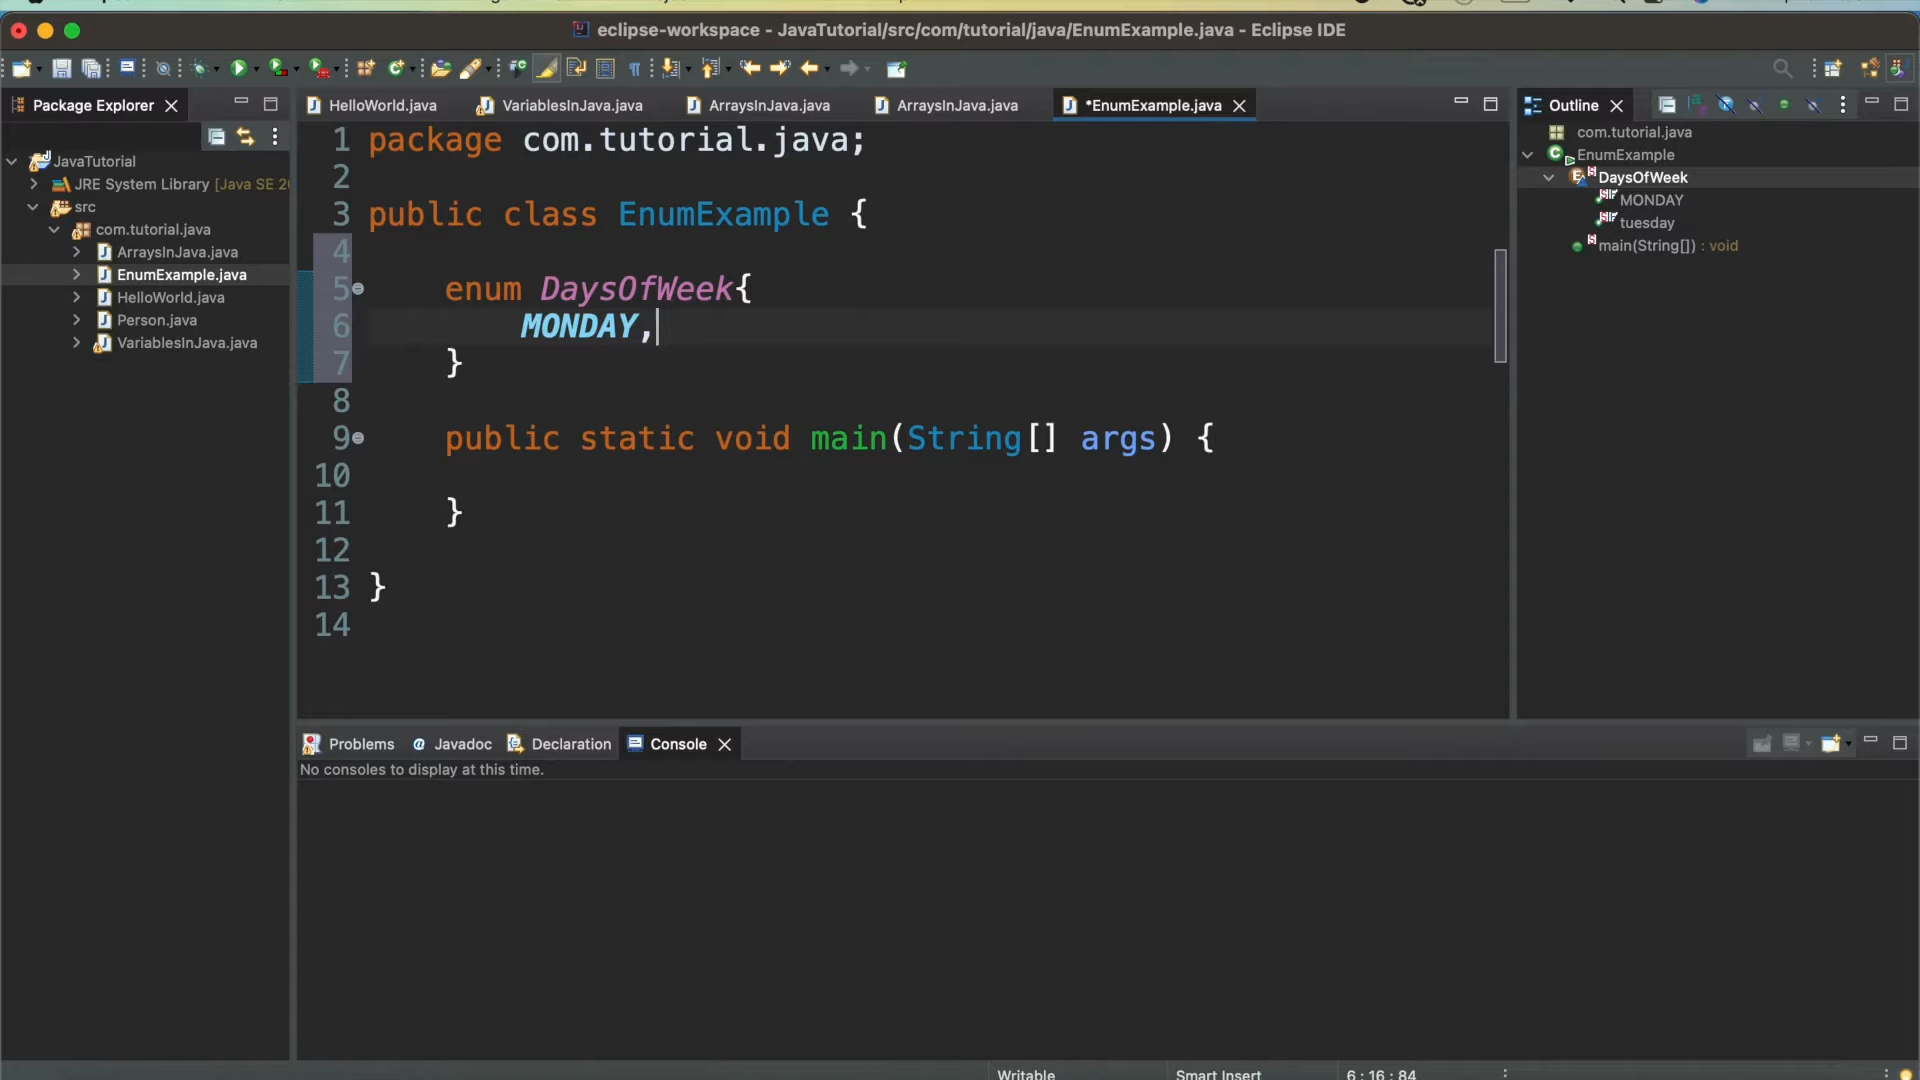 eclipse-workspace - JavaTutorial/src/com/tutorial/java/EnumExample.java - Eclipse IDE
Package Explorer
JavaTutorial
JRE System Library [Java SE 20
src
com.tutorial.java
ArraysInJava.java
EnumExample.java
HelloWorld.java
Person.java
VariablesInJava.java
HelloWorld.java
VariablesInJava.java
ArraysInJava.java
ArraysInJava.java
*EnumExample.java
1 package com.tutorial.java;
2
3 public class EnumExample {
4
5 enum DaysOfWeek{
6 MONDAY,
7 }
8
9 public static void main(String[] args) {
10
11 }
12
13 }
14
Outline
com.tutorial.java
EnumExample
DaysOfWeek
MONDAY
tuesday
main(String[]) : void
Problems
@ Javadoc
Declaration
Console
No consoles to display at this time.
Writable
Smart Insert
6 : 16 : 84